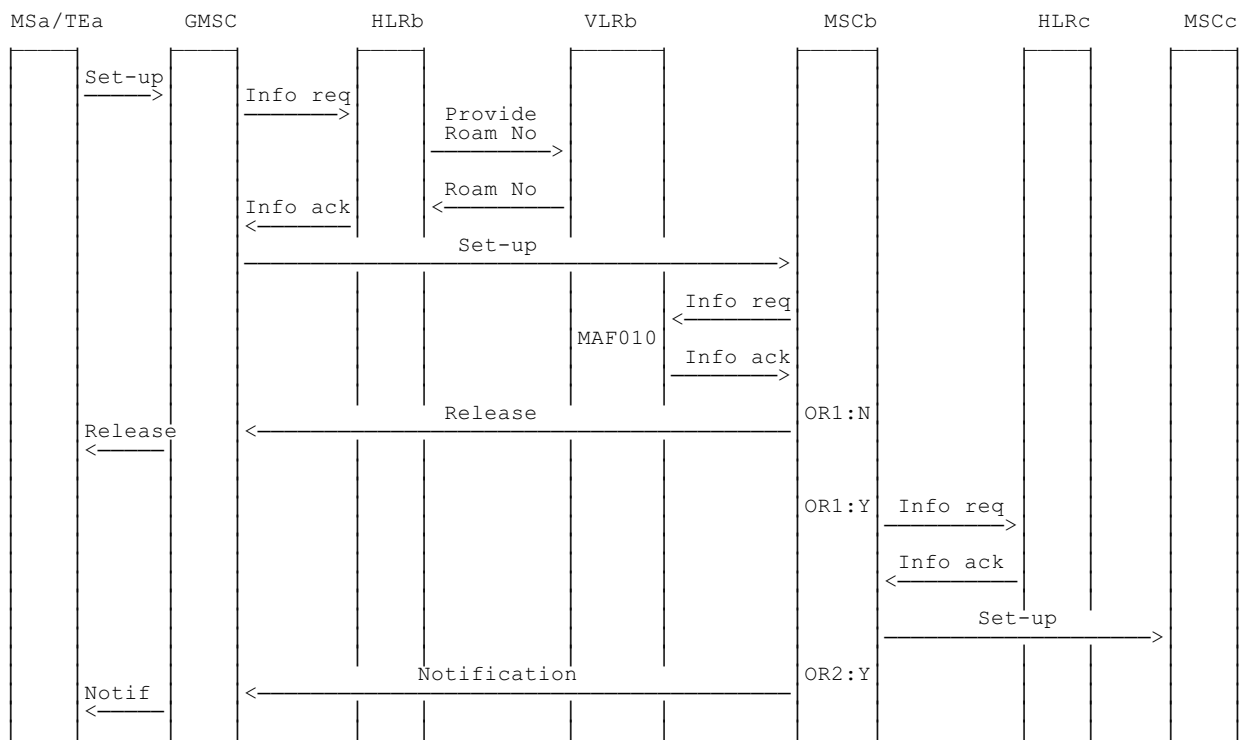 MSa/TEa GMSC HLRb VLRb MSCb HLRc MSCc
Set-up
Info req
Provide
Roam No
Roam No
Info ack
Set-up
Info req
MAF010
Info ack
Release OR1:N
Release
OR1:Y Info req
Info ack
Set-up
Notification OR2:Y
Notif